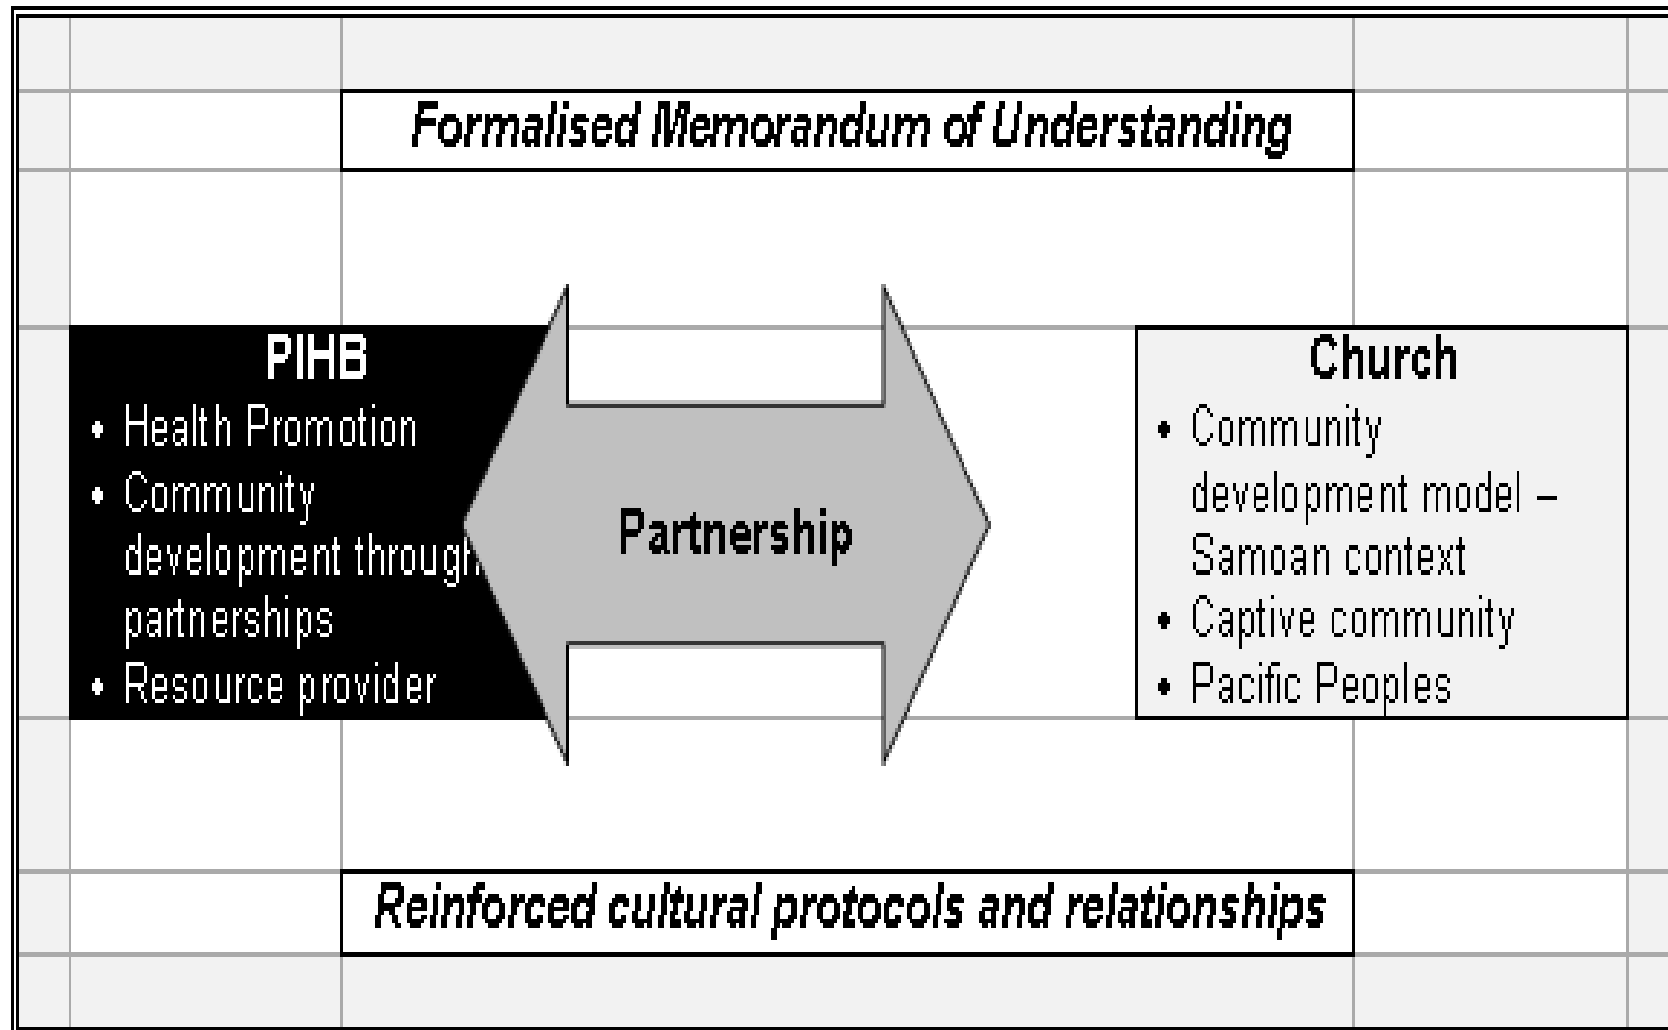 Formalised Memorandum of Understanding
PIHB
• Health Promotion
• Community
development through
partnerships
• Resource provider
Partnership
Church
• Community
development model –
Samoan context
• Captive community
• Pacific Peoples
Reinforced cultural protocols and relationships